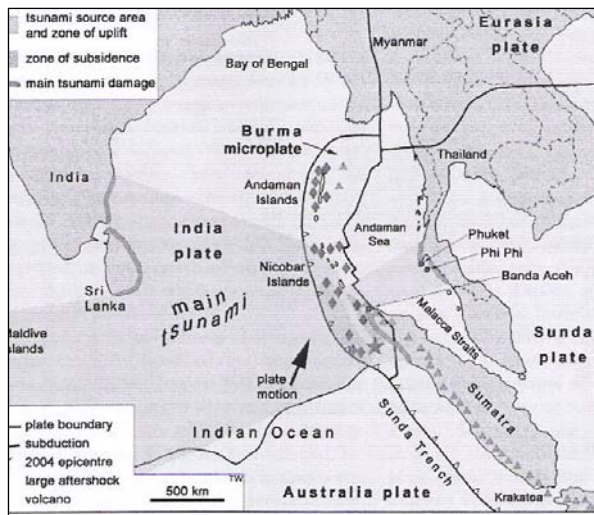 tsunami source area
and zone of uplift
zone of subsidence
main tsunami damage
Eurasia
plate
Myanmar
Bay of Bengal
Burma
microplate
Thailand
India
Andaman
Islands
India
plate
Andaman
Sea
Phuket
Phi Phi
Nicobar
Islands
Banda Aceh
Sri
Lanka
main
tsunami
Malacca Straits
Sunda
plate
Maldive
Islands
plate
motion
Sumatra
plate boundary
subduction
2004 epicentre
large aftershock
volcano
Indian Ocean
Sunda Trench
TW
500 km
Australia plate
Krakatoa